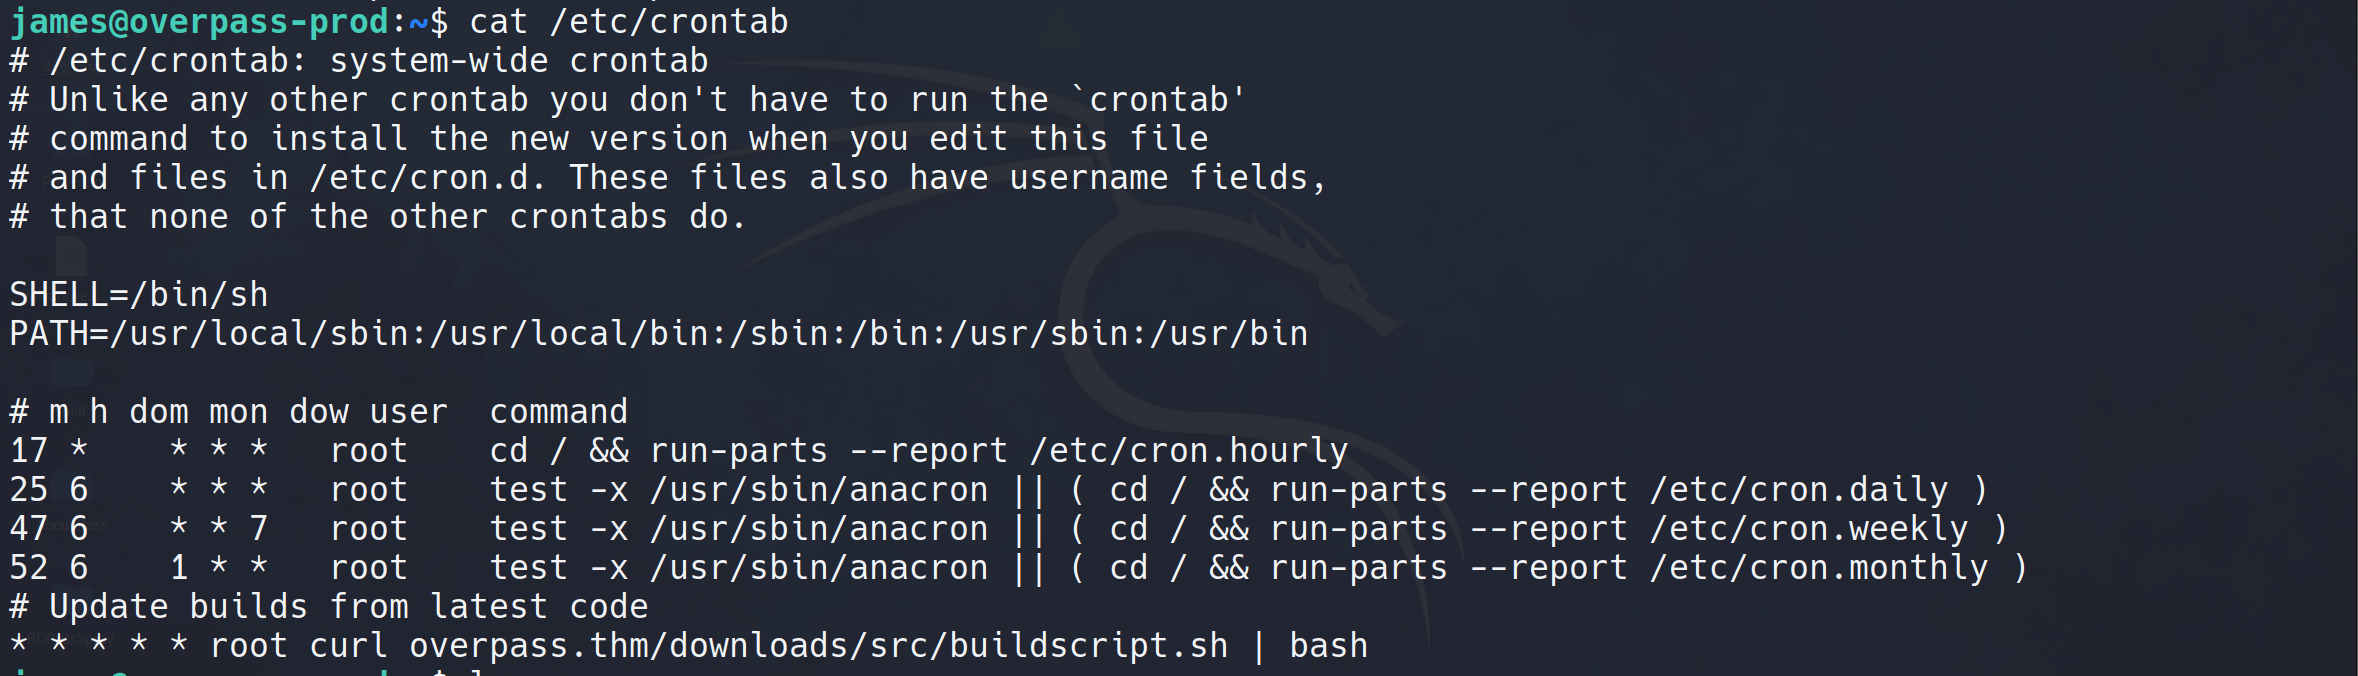 james@overpass-prod:~$ cat /etc/crontab
# /etc/crontab: system-wide crontab
# Unlike any other crontab you don't have to run the `crontab'
# command to install the new version when you edit this file
# and files in /etc/cron.d. These files also have username fields,
# that none of the other crontabs do.

SHELL=/bin/sh
PATH=/usr/local/sbin:/usr/local/bin:/sbin:/bin:/usr/sbin:/usr/bin

# m h dom mon dow user  command
17 *    * * *   root    cd / && run-parts --report /etc/cron.hourly
25 6    * * *   root    test -x /usr/sbin/anacron || ( cd / && run-parts --report /etc/cron.daily )
47 6    * * 7   root    test -x /usr/sbin/anacron || ( cd / && run-parts --report /etc/cron.weekly )
52 6    1 * *   root    test -x /usr/sbin/anacron || ( cd / && run-parts --report /etc/cron.monthly )
# Update builds from latest code
* * * * * root curl overpass.thm/downloads/src/buildscript.sh | bash